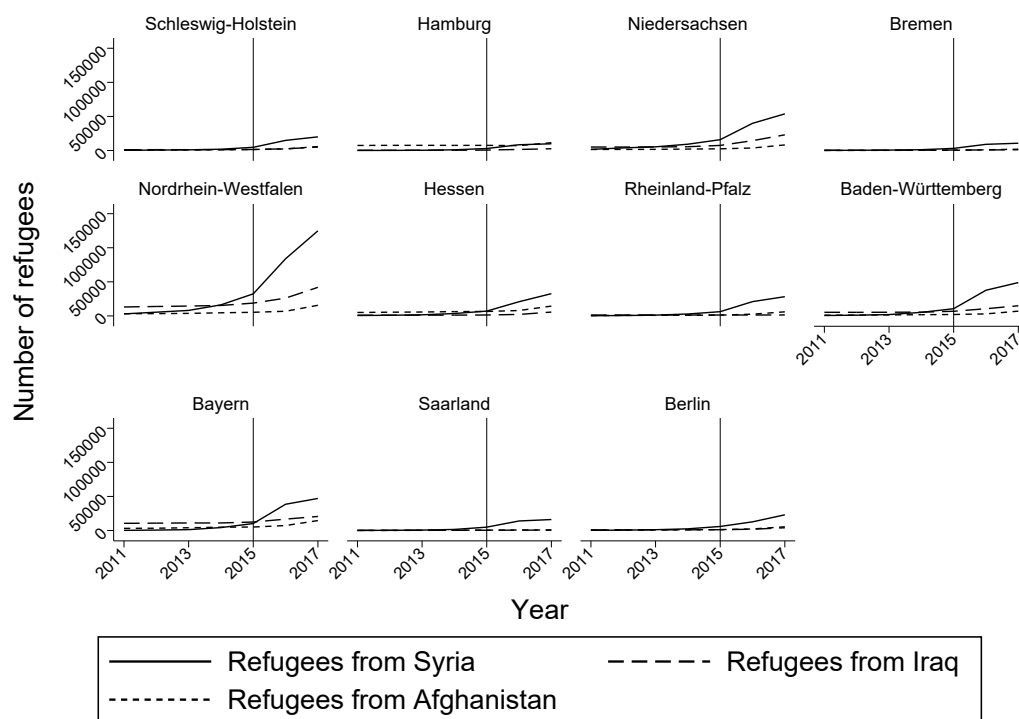 Schleswig-Holstein Hamburg Niedersachsen Bremen
150000
100000
50000
0
Nordrhein-Westfalen Hessen Rheinland-Pfalz Baden-Württemberg
150000
100000
50000
0
2011 2013 2015 2017
Bayern Saarland Berlin
150000
100000
50000
0
2011 2013 2015 2017 2011 2013 2015 2017 2011 2013 2015 2017
Number of refugees
Year
Refugees from Syria Refugees from Iraq
Refugees from Afghanistan